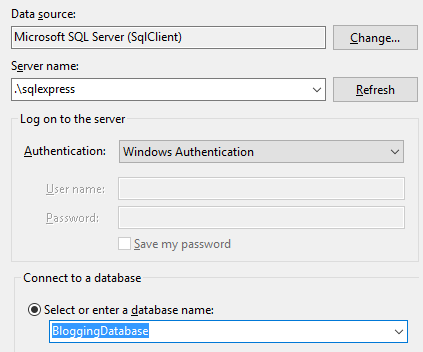 Data source:
Microsoft SQL Server (SqlClient)
Change...
Server name:
.\sqlexpress
Refresh
Log on to the server
Authentication:
Windows Authentication
User name:
Password:
Save my password
Connect to a database
Select or enter a database name:
BloggingDatabase